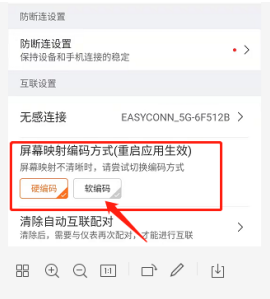 防断连设置
防断连设置
保持设备和手机连接的稳定
互联设置
无感连接 EASYCONN_5G-6F512B
屏幕映射编码方式(重启应用生效)
屏幕映射不清晰时，请尝试切换编码方式
硬编码 软编码
清除自动互联配对
清除后，需要与仪表再次配对，才能进行互联
1:1